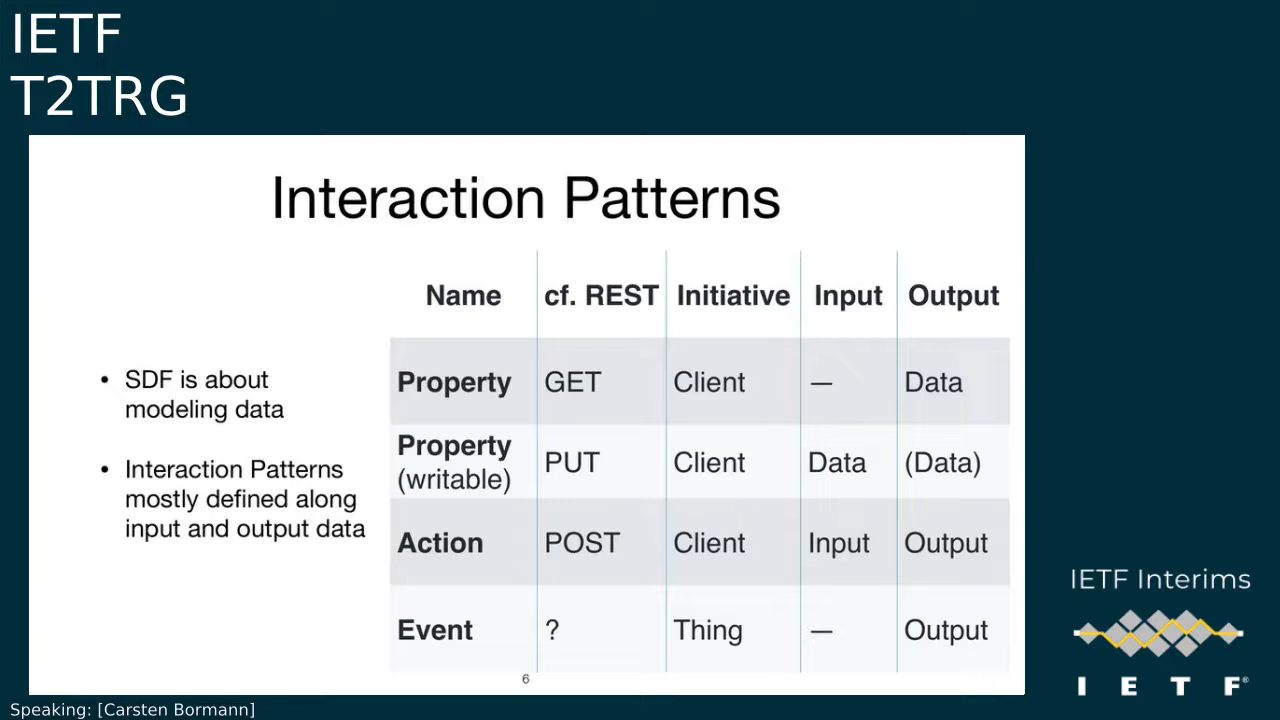 IETF
T2TRG
Interaction Patterns
• SDF is about
modeling data
• Interaction Patterns
mostly defined along
input and output data
Name cf. REST Initiative Input Output
Property GET Client — Data
Property
(writable) PUT Client Data (Data)
Action POST Client Input Output
Event ? Thing — Output
6
IETF Interims
I E T F®
Speaking: [Carsten Bormann]